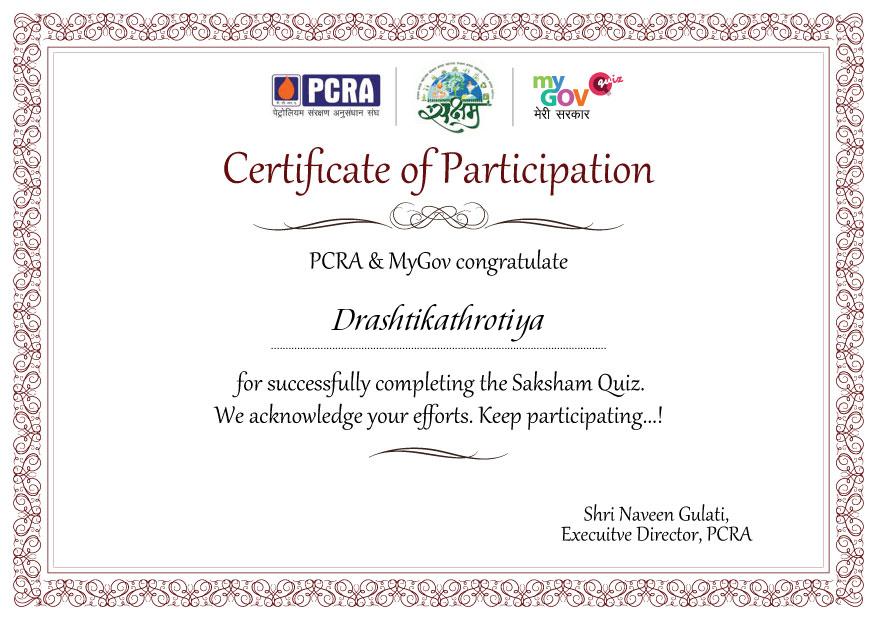 PCRA
पेट्रोलियम संरक्षण अनुसंधान संघ
सक्षम
my
GOV
quiz
मेरी सरकार
Certificate of Participation
PCRA & MyGov congratulate
Drashtikathrotiya
for successfully completing the Saksham Quiz.
We acknowledge your efforts. Keep participating...!
Shri Naveen Gulati,
Execuitve Director, PCRA